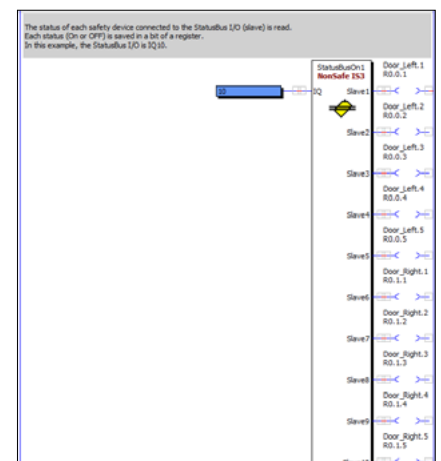 The status of each safety device connected to the StatusBus I/O (slave) is read.
Each status (On or OFF) is saved in a bit of a register.
In this example, the StatusBus I/O is IQ10.
StatusBusOn1
NonSafe IS3
10
IQ
Slave1
Door_Left.1
R0.0.1
Slave2
Door_Left.2
R0.0.2
Slave3
Door_Left.3
R0.0.3
Slave4
Door_Left.4
R0.0.4
Slave5
Door_Left.5
R0.0.5
Slave6
Door_Right.1
R0.1.1
Slave7
Door_Right.2
R0.1.2
Slave8
Door_Right.3
R0.1.3
Slave9
Door_Right.4
R0.1.4
Door_Right.5
R0.1.5